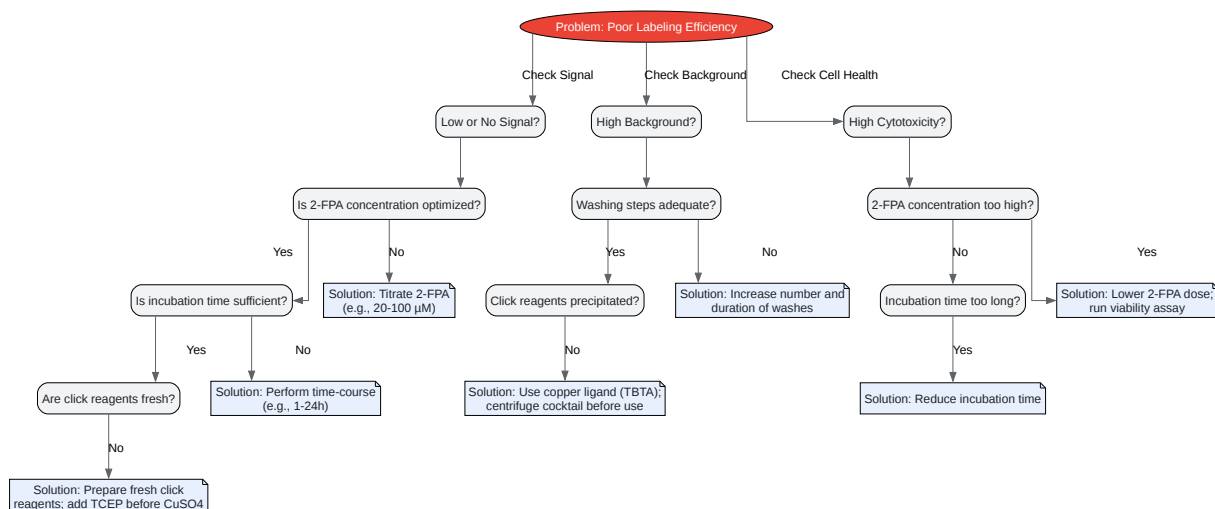 Problem: Poor Labeling Efficiency
Check Signal
Check Background
Check Cell Health
Low or No Signal?
High Background?
High Cytotoxicity?
Is 2-FPA concentration optimized?
Washing steps adequate?
2-FPA concentration too high?
Yes
No
Yes
No
No
Yes
Is incubation time sufficient?
Solution: Titrate 2-FPA
(e.g., 20-100 µM)
Click reagents precipitated?
Solution: Increase number and
duration of washes
Incubation time too long?
Solution: Lower 2-FPA dose;
run viability assay
Yes
No
No
Yes
Are click reagents fresh?
Solution: Perform time-course
(e.g., 1-24h)
Solution: Use copper ligand (TBTA);
centrifuge cocktail before use
Solution: Reduce incubation time
No
Solution: Prepare fresh click
reagents; add TCEP before CuSO4